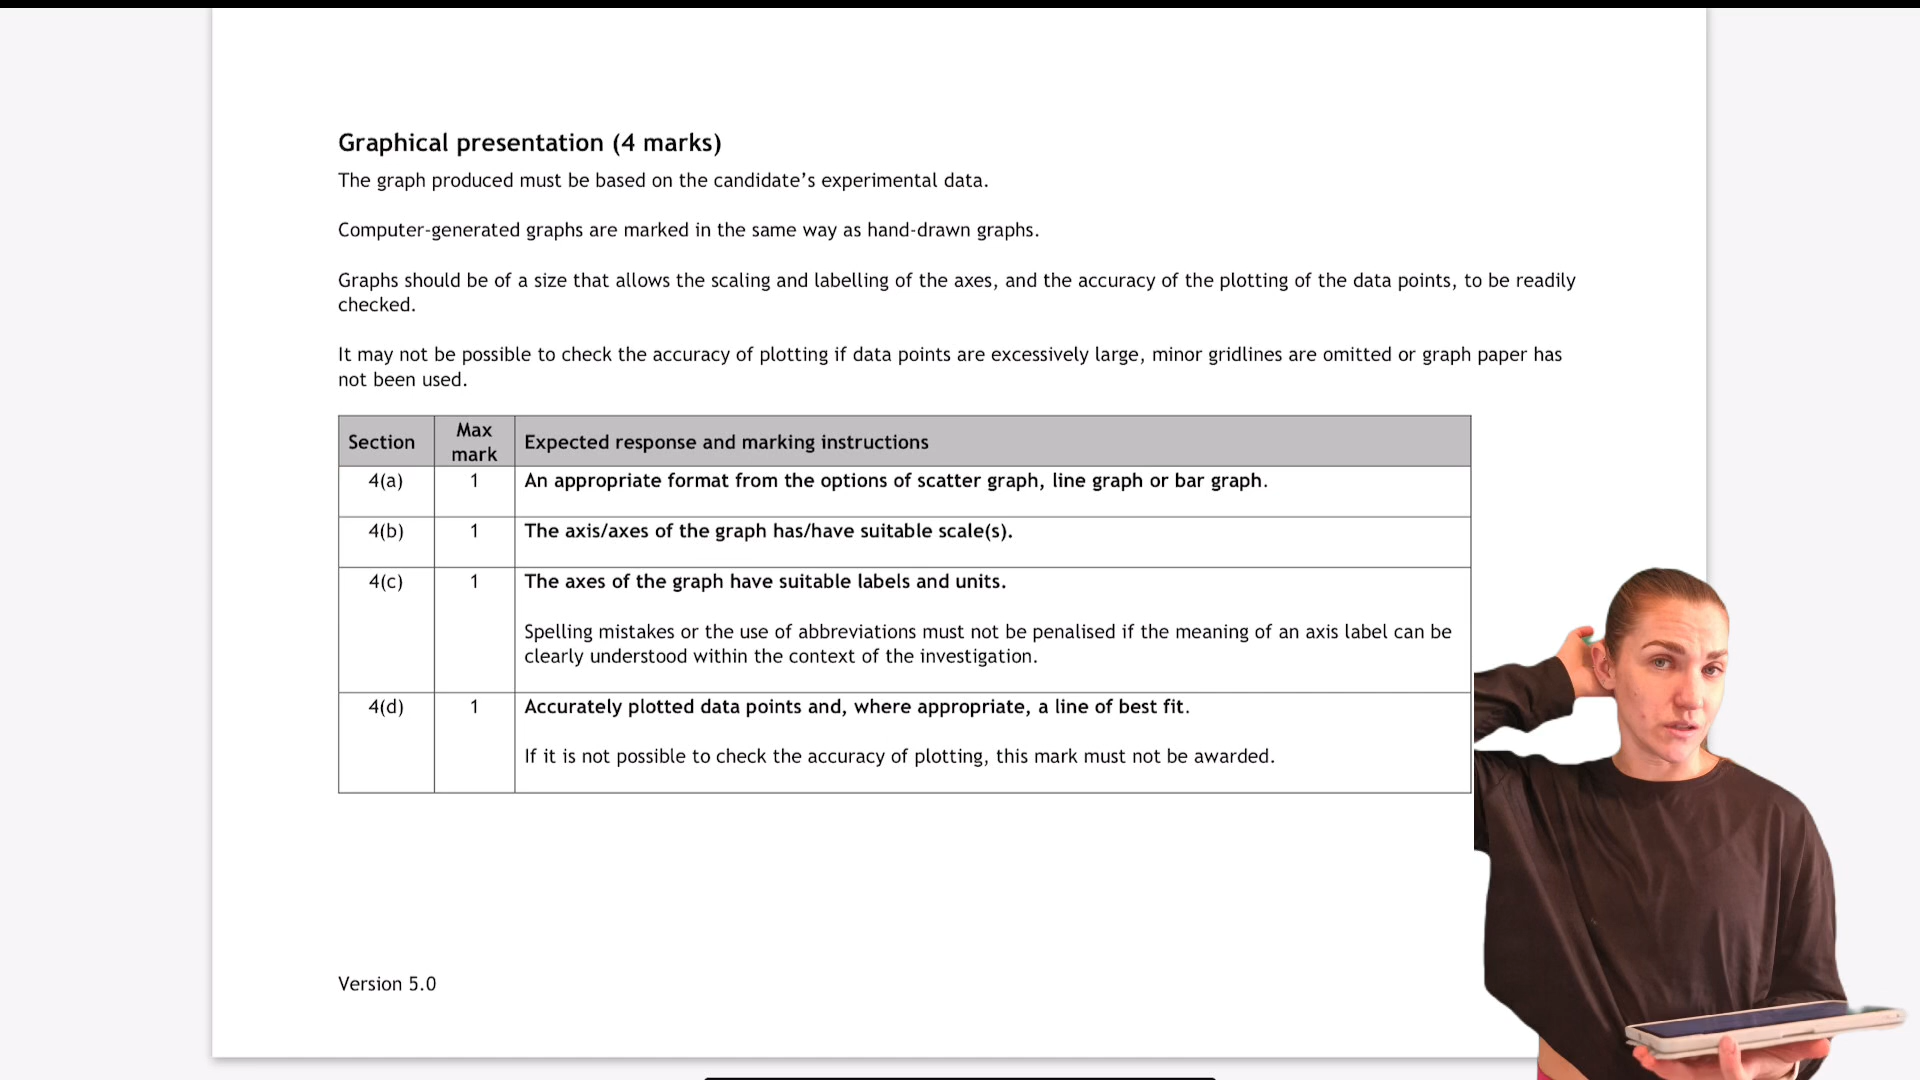 Graphical presentation (4 marks)
The graph produced must be based on the candidate’s experimental data.
Computer-generated graphs are marked in the same way as hand-drawn graphs.
Graphs should be of a size that allows the scaling and labelling of the axes, and the accuracy of the plotting of the data points, to be readily
checked.
It may not be possible to check the accuracy of plotting if data points are excessively large, minor gridlines are omitted or graph paper has
not been used.
Section Max mark Expected response and marking instructions
4(a) 1 An appropriate format from the options of scatter graph, line graph or bar graph.
4(b) 1 The axis/axes of the graph has/have suitable scale(s).
4(c) 1 The axes of the graph have suitable labels and units.
Spelling mistakes or the use of abbreviations must not be penalised if the meaning of an axis label can be
clearly understood within the context of the investigation.
4(d) 1 Accurately plotted data points and, where appropriate, a line of best fit.
If it is not possible to check the accuracy of plotting, this mark must not be awarded.
Version 5.0